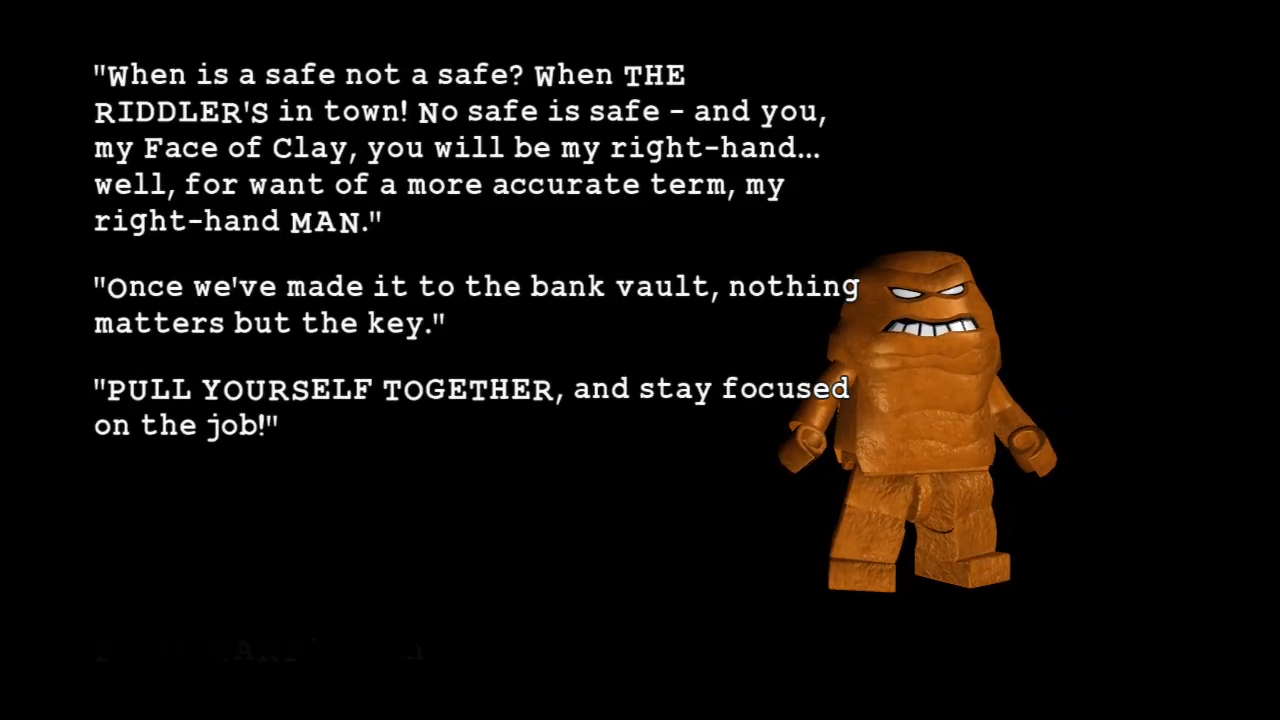 "When is a safe not a safe? When THE
RIDDLER'S in town! No safe is safe - and you,
my Face of Clay, you will be my right-hand...
well, for want of a more accurate term, my
right-hand MAN."
"Once we've made it to the bank vault, nothing
matters but the key."
"PULL YOURSELF TOGETHER, and stay focused
on the job!"